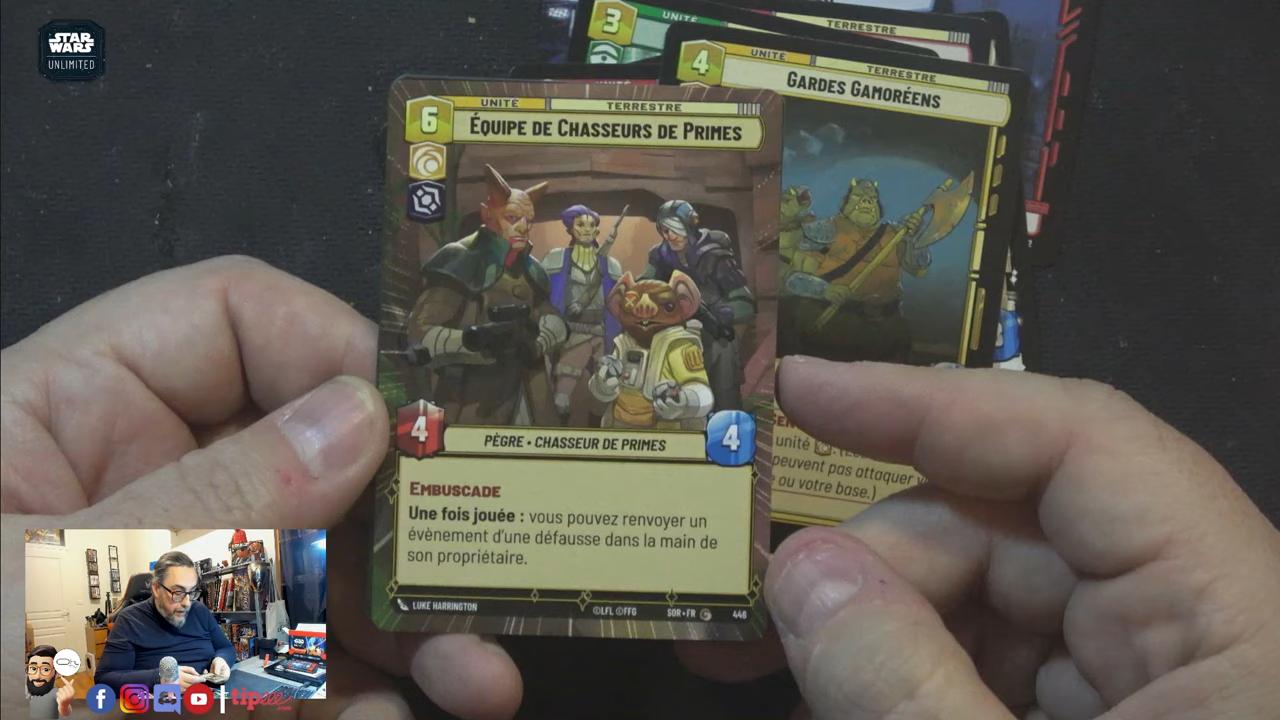 STAR WARS
UNLIMITED
3
UNITÉ
TERRESTRE
4
UNITÉ
TERRESTRE
GARDES GAMORÉENS
6
UNITÉ
TERRESTRE
ÉQUIPE DE CHASSEURS DE PRIMES
4
PÈGRE • CHASSEUR DE PRIMES
4
EMBUSCADE
Une fois jouée : vous pouvez renvoyer un
évènement d'une défausse dans la main de
son propriétaire.
LUKE HARRINGTON
©LFL ©FFG
SOR • FR
446
unité
peuvent pas attaquer
ou votre base.)
tipeee